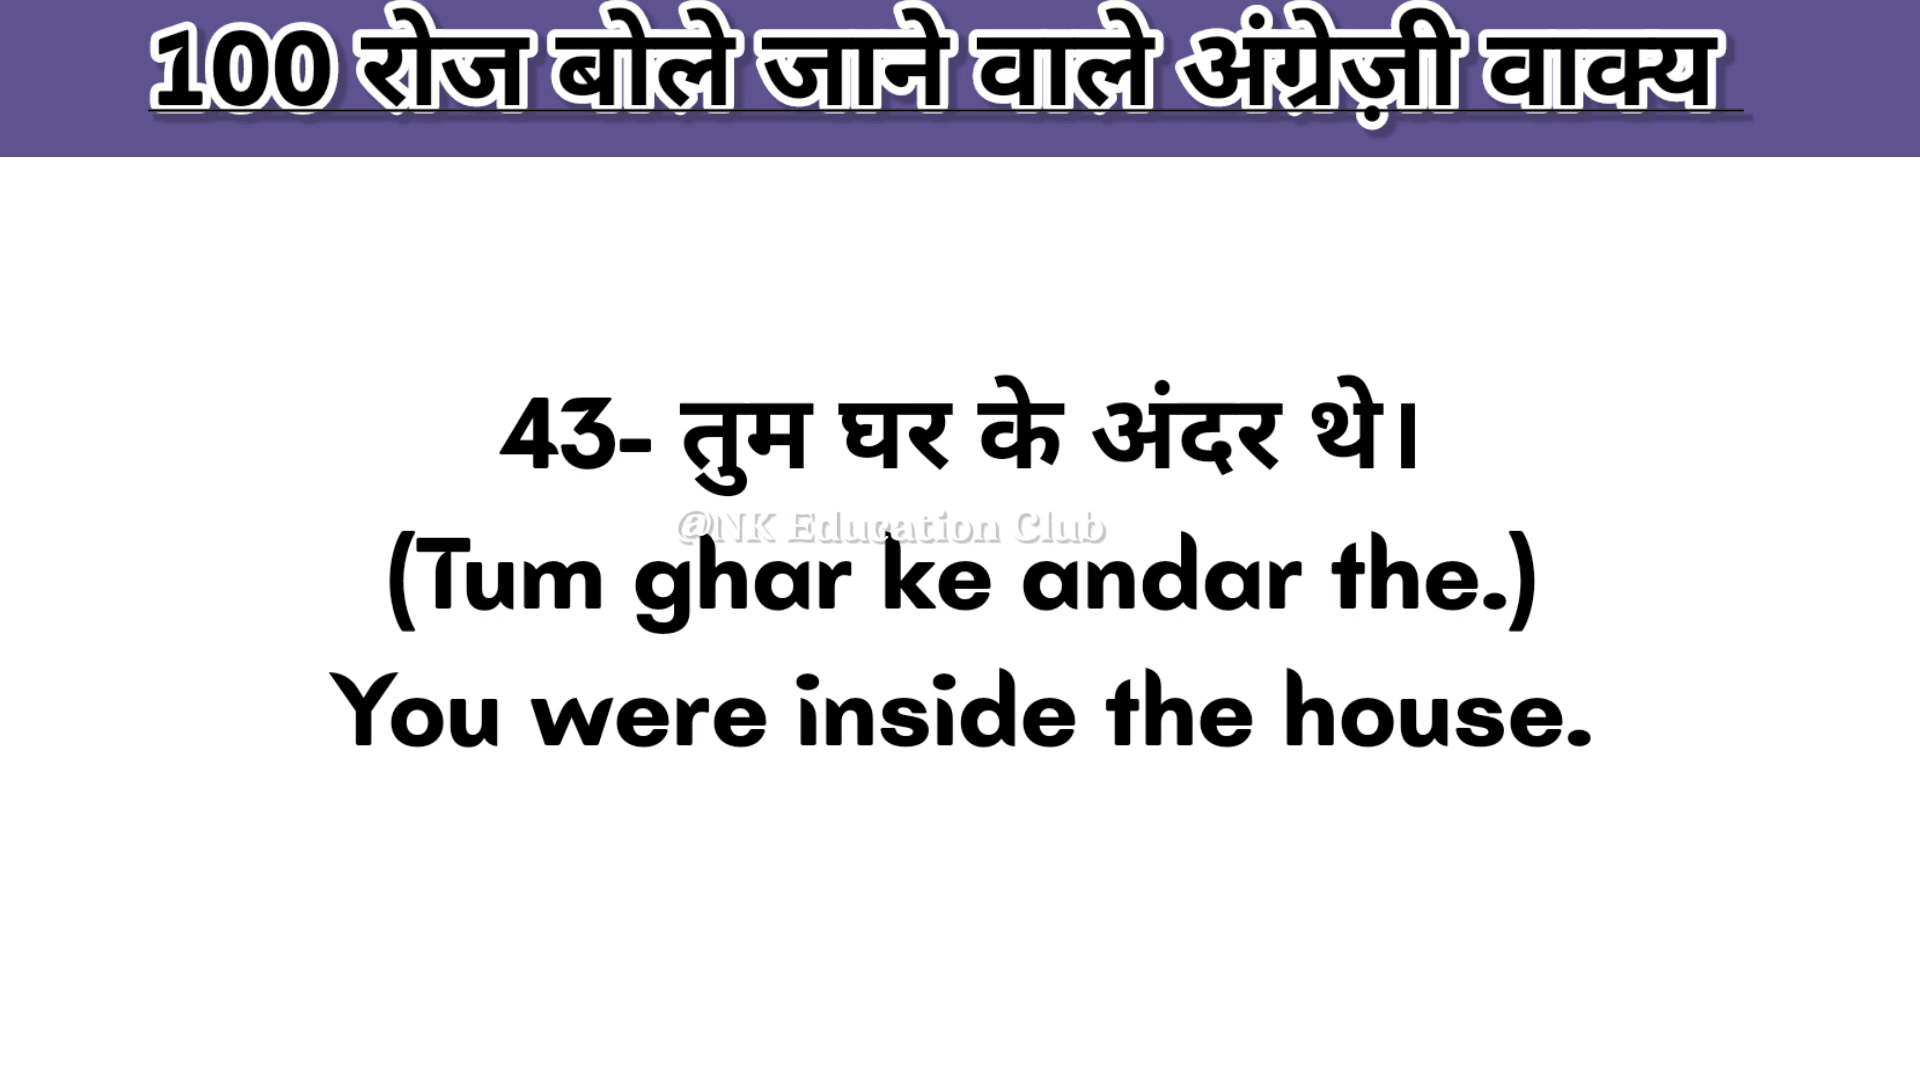 100 रोज बोले जाने वाले अंग्रेज़ी वाक्य
43- तुम घर के अंदर थे।
@NK Education Club
(Tum ghar ke andar the.)
You were inside the house.